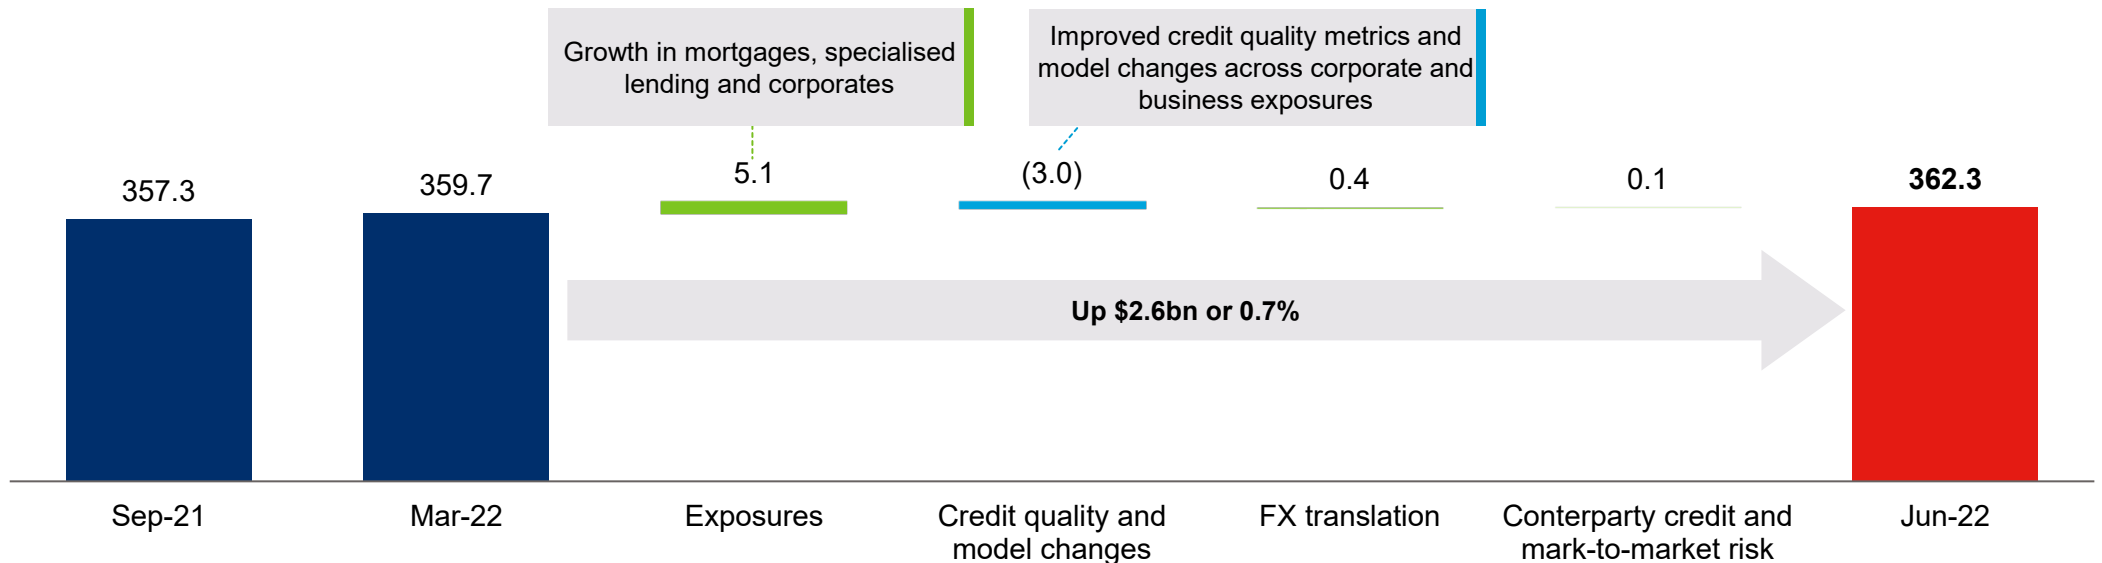 Growth in mortgages, specialised
lending and corporates
Improved credit quality metrics and
model changes across corporate and
business exposures
357.3
359.7
5.1
(3.0)
0.4
0.1
362.3
Up $2.6bn or 0.7%
Sep-21
Mar-22
Exposures
Credit quality and
model changes
FX translation
Conterparty credit and
mark-to-market risk
Jun-22